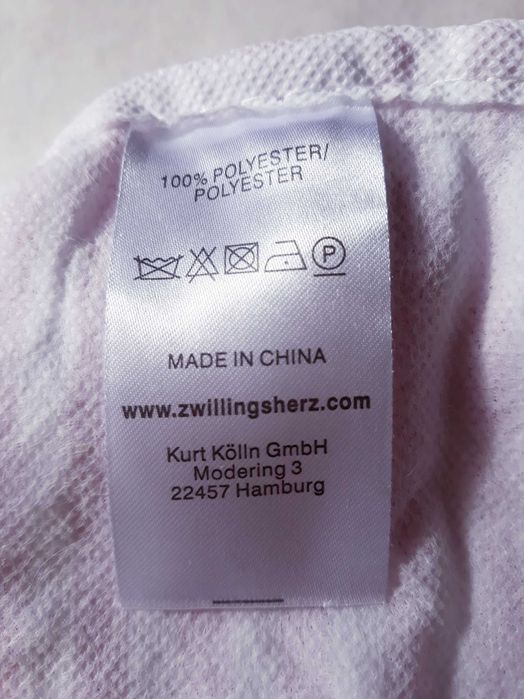 100% POLYESTER/
POLYESTER
P
MADE IN CHINA
www.zwillingsherz.com
Kurt Kölln GmbH
Modering 3
22457 Hamburg